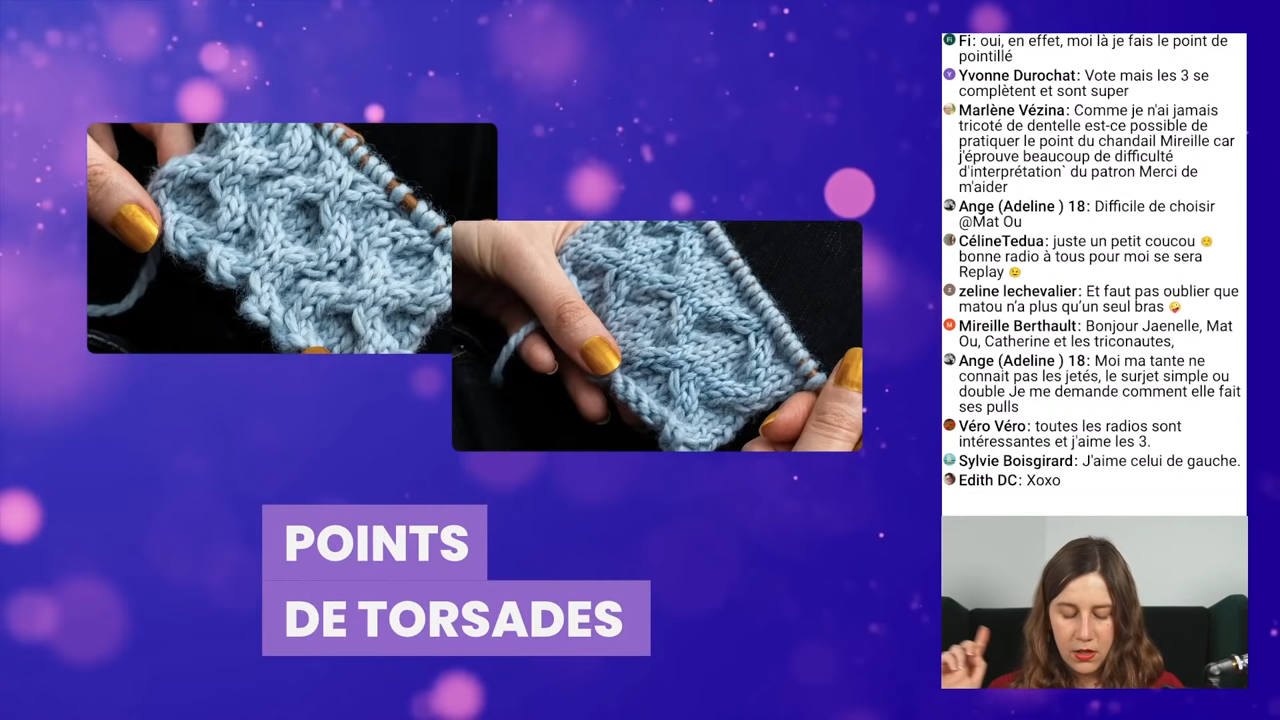 POINTS
DE TORSADES
Fi: oui, en effet, moi là je fais le point de
pointillé
Yvonne Durochat: Vote mais les 3 se
complètent et sont super
Marlène Vézina: Comme je n'ai jamais
tricoté de dentelle est-ce possible de
pratiquer le point du chandail Mireille car
j'éprouve beaucoup de difficulté
d'interprétation` du patron Merci de
m'aider
Ange (Adeline ) 18: Difficile de choisir
@Mat Ou
CélineTedua: juste un petit coucou ☺️
bonne radio à tous pour moi se sera
Replay 😉
zeline lechevalier: Et faut pas oublier que
matou n'a plus qu'un seul bras 🤪
Mireille Berthault: Bonjour Jaenelle, Mat
Ou, Catherine et les triconautes,
Ange (Adeline ) 18: Moi ma tante ne
connait pas les jetés, le surjet simple ou
double Je me demande comment elle fait
ses pulls
Véro Véro: toutes les radios sont
intéressantes et j'aime les 3.
Sylvie Boisgirard: J'aime celui de gauche.
Edith DC: Xoxo